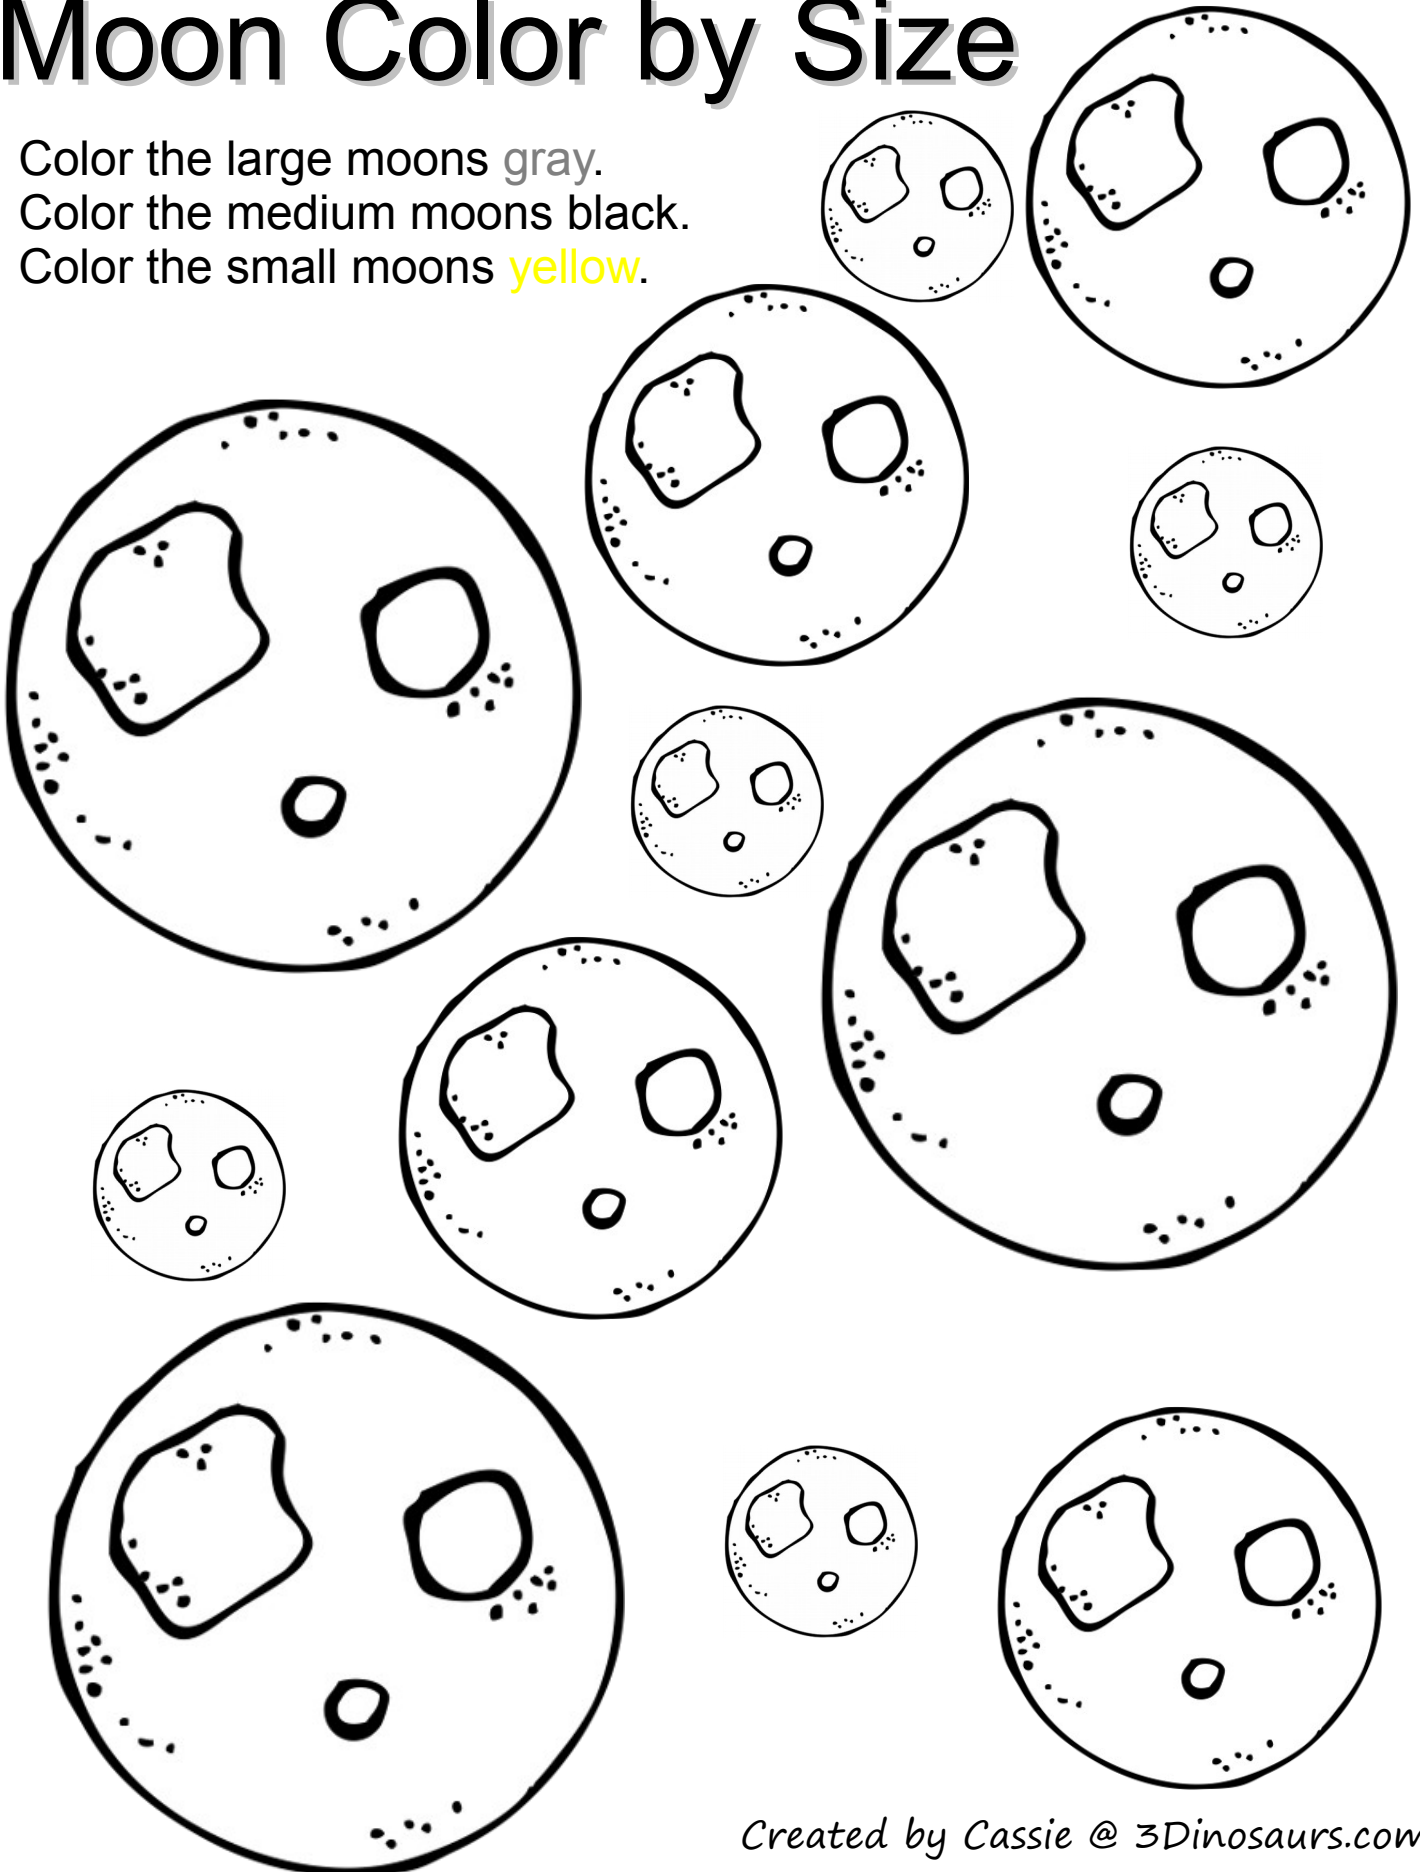 Moon Color by Size
Color the large moons gray.
Color the medium moons black.
Color the small moons yellow.
Created by Cassie @ 3Dinosaurs.com